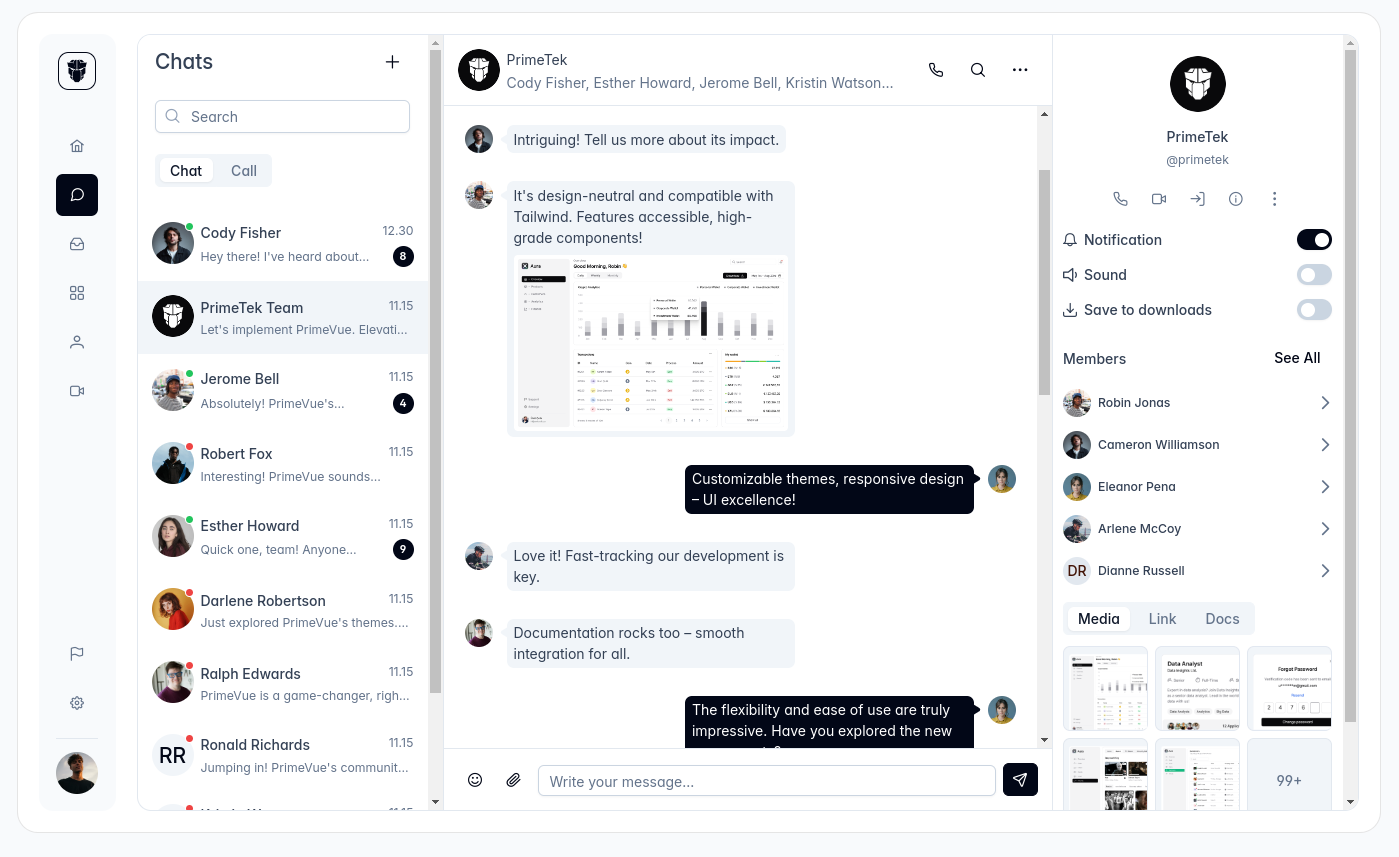 Chats
Search
Chat
Call
Cody Fisher
12.30
Hey there! I've heard about...
8
PrimeTek Team
11.15
Let's implement PrimeVue. Elevati...
Jerome Bell
11.15
Absolutely! PrimeVue's...
4
Robert Fox
11.15
Interesting! PrimeVue sounds...
Esther Howard
11.15
Quick one, team! Anyone...
9
Darlene Robertson
11.15
Just explored PrimeVue's themes....
Ralph Edwards
11.15
PrimeVue is a game-changer, righ...
RR
Ronald Richards
11.15
Jumping in! PrimeVue's communit...
PrimeTek
Cody Fisher, Esther Howard, Jerome Bell, Kristin Watson...
Intriguing! Tell us more about its impact.
It's design-neutral and compatible with
Tailwind. Features accessible, high-
grade components!
Aura
Good Morning, Robin
Customizable themes, responsive design
– UI excellence!
Love it! Fast-tracking our development is
key.
Documentation rocks too – smooth
integration for all.
The flexibility and ease of use are truly
impressive. Have you explored the new
Write your message...
PrimeTek
@primetek
Notification
Sound
Save to downloads
Members
See All
Robin Jonas
Cameron Williamson
Eleanor Pena
Arlene McCoy
DR
Dianne Russell
Media
Link
Docs
Data Analyst
Forgot Password
2 4 7 6
Change password
99+